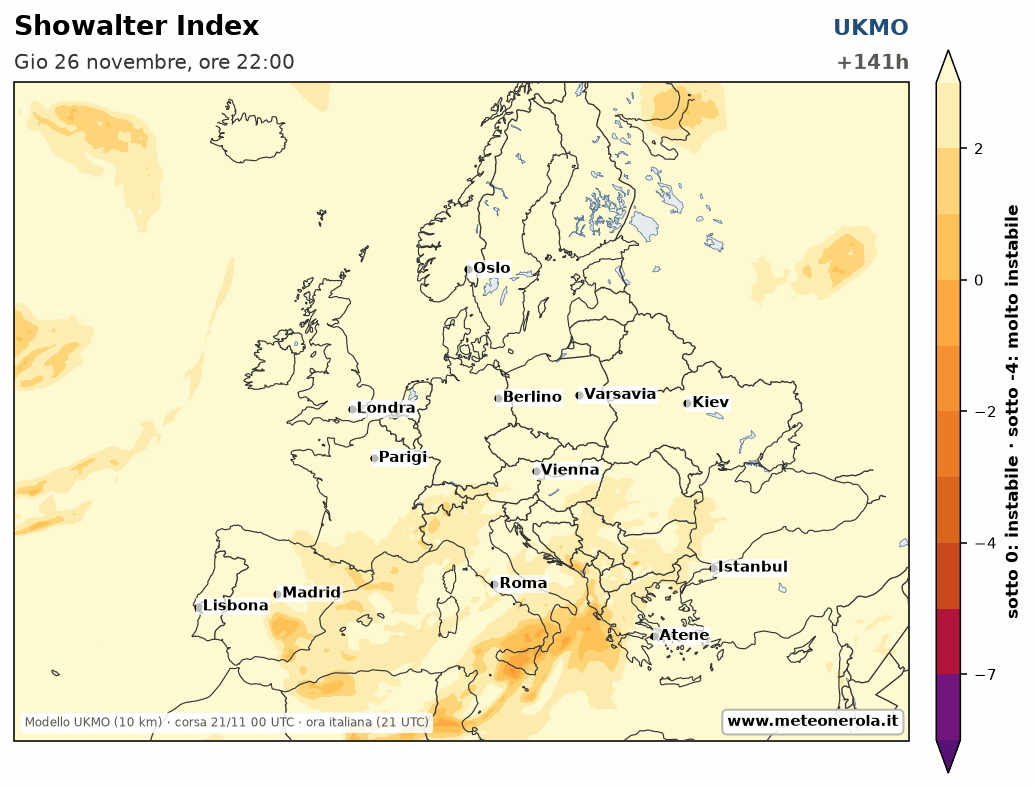 Showalter Index
UKMO
Gio 26 novembre, ore 22:00
+141h
2
0
−2
−4
−7
sotto 0: instabile · sotto -4: molto instabile
Oslo
Berlino
Varsavia
Londra
Kiev
Parigi
Vienna
Istanbul
Roma
Madrid
Lisbona
Atene
Modello UKMO (10 km) · corsa 21/11 00 UTC · ora italiana (21 UTC)
www.meteonerola.it